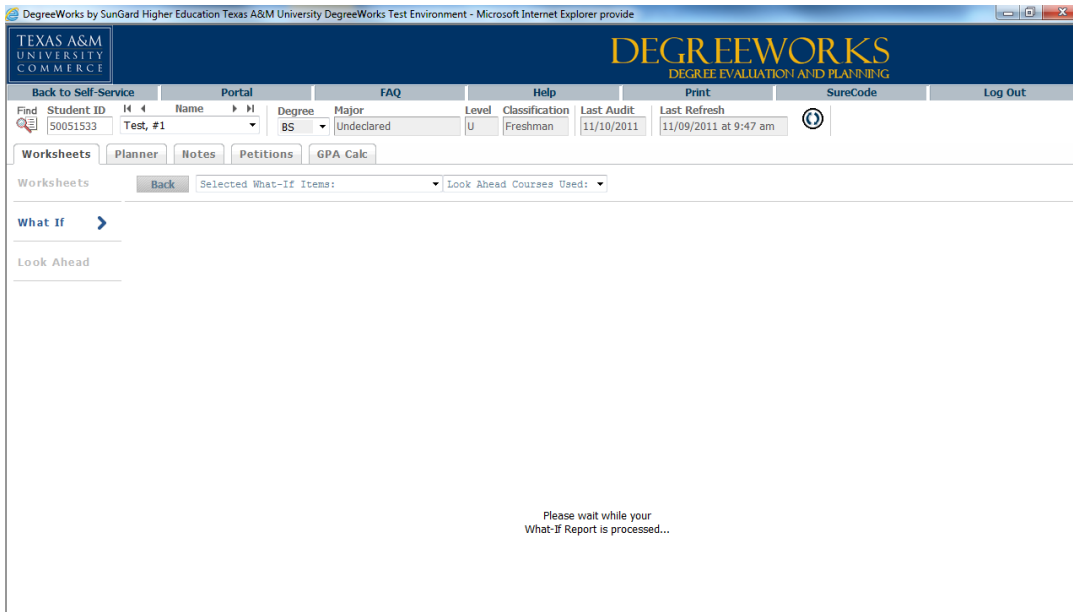 DegreeWorks by SunGard Higher Education Texas A&M University DegreeWorks Test Environment - Microsoft Internet Explorer provide
TEXAS A&M
UNIVERSITY
COMMERCE
DEGREEWORKS
DEGREE EVALUATION AND PLANNING
Back to Self-Service Portal FAQ Help Print SureCode Log Out
Find Student ID Name Degree Major Level Classification Last Audit Last Refresh
50051533 Test, #1 BS Undeclared U Freshman 11/10/2011 11/09/2011 at 9:47 am
Worksheets Planner Notes Petitions GPA Calc
Worksheets Back Selected What-If Items: Look Ahead Courses Used:
What If
Look Ahead
Please wait while your
What-If Report is processed...